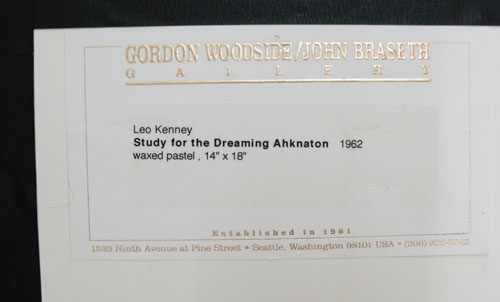 GORDON WOODSIDE/JOHN BRASETH
GALLERY
Leo Kenney
Study for the Dreaming Ahknaton 1962
waxed pastel , 14" x 18"
Established in 1961
1533 Ninth Avenue at Pine Street • Seattle, Washington 98101 USA • (206)